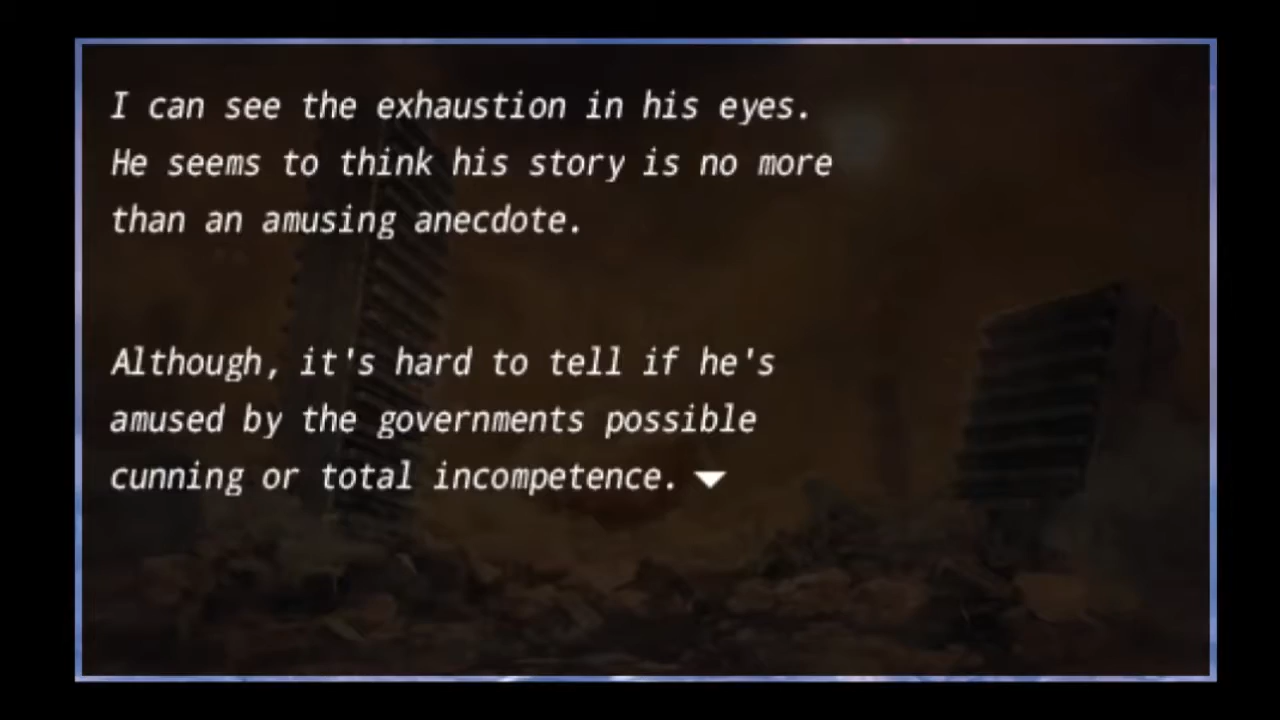 I can see the exhaustion in his eyes.
He seems to think his story is no more
than an amusing anecdote.
Although, it's hard to tell if he's
amused by the governments possible
cunning or total incompetence.